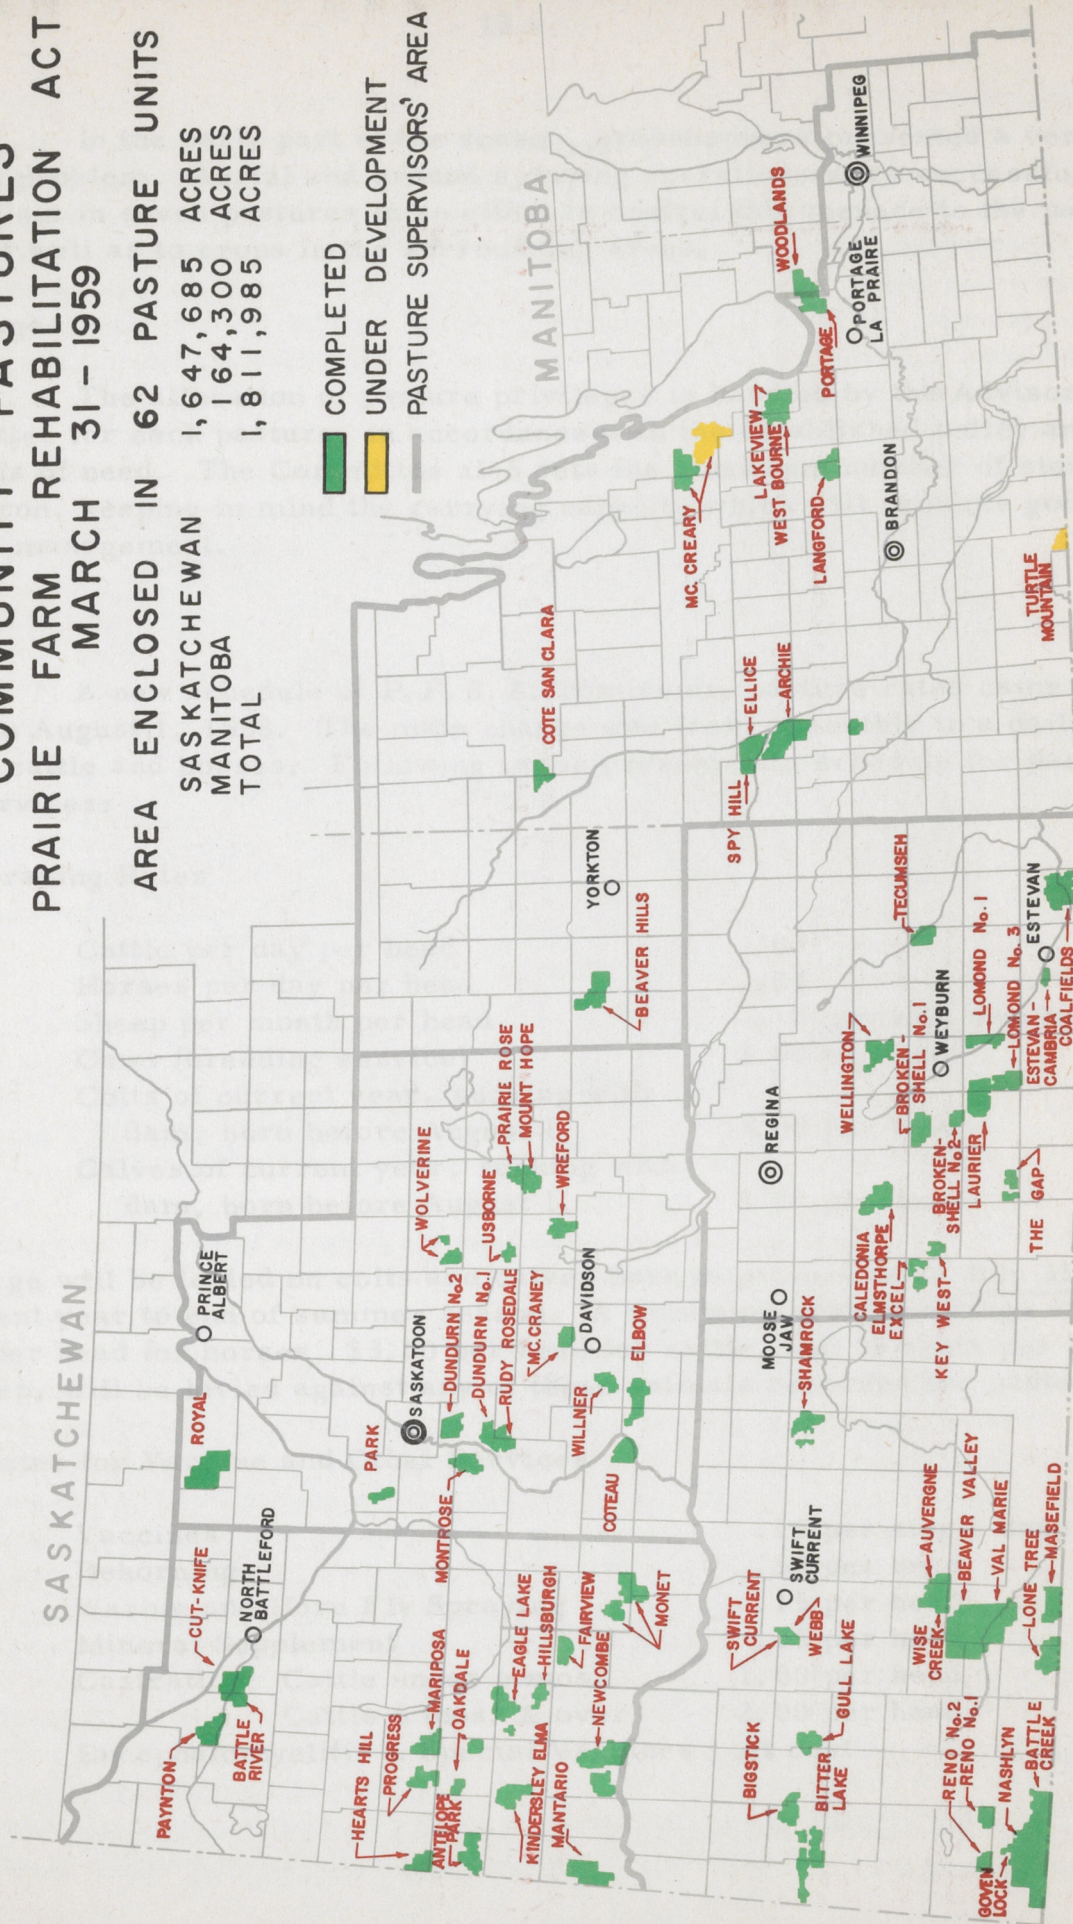 COMMUNITY PASTURES
PRAIRIE FARM REHABILITATION ACT
MARCH 31 – 1959
AREA ENCLOSED IN 62 PASTURE UNITS
SASKATCHEWAN 1,647,685 ACRES
MANITOBA 164,300 ACRES
TOTAL 1,811,985 ACRES
COMPLETED
UNDER DEVELOPMENT
PASTURE SUPERVISORS' AREA
SASKATCHEWAN
MANITOBA
PAYNTON
CUT-KNIFE
BATTLE
RIVER
NORTH
BATTLEFORD
ROYAL
PRINCE
ALBERT
HEARTS HILL
PROGRESS
MARIPOSA
OAKDALE
ANTELOPE
PARK
KINDERSLEY ELMA
MANTARIO
EAGLE LAKE
HILLSBURGH
FAIRVIEW
NEWCOMBE
MONET
PARK
MONTROSE
SASKATOON
DUNDURN No.2
DUNDURN No.1
RUDY ROSEDALE
MC.CRANEY
WILLNER
COTEAU
ELBOW
DAVIDSON
WOLVERINE
USBORNE
PRAIRIE ROSE
MOUNT HOPE
WREFORD
BEAVER HILLS
YORKTON
COTE SAN CLARA
SPY HILL
ELLICE
ARCHIE
MC. CREARY
LAKEVIEW
WEST BOURNE
LANGFORD
WOODLANDS
PORTAGE
PORTAGE
LA PRAIRE
WINNIPEG
BRANDON
TURTLE
MOUNTAIN
BIGSTICK
BITTER
LAKE
GULL LAKE
SWIFT
CURRENT
WEBB
SWIFT
CURRENT
SHAMROCK
MOOSE
JAW
REGINA
CALEDONIA
ELMSTHORPE
EXCEL
KEY WEST
WELLINGTON
BROKEN-
SHELL No.1
BROKEN-
SHELL No.2
LAURIER
THE GAP
WEYBURN
TECUMSEH
LOMOND No. 1
LOMOND No. 3
ESTEVAN-
CAMBRIA
COALFIELDS
ESTEVAN
RENO No.2
RENO No.1
NASHLYN
BATTLE
CREEK
GOVEN
LOCK
WISE
CREEK
AUVERGNE
BEAVER VALLEY
VAL MARIE
LONE TREE
MASEFIELD